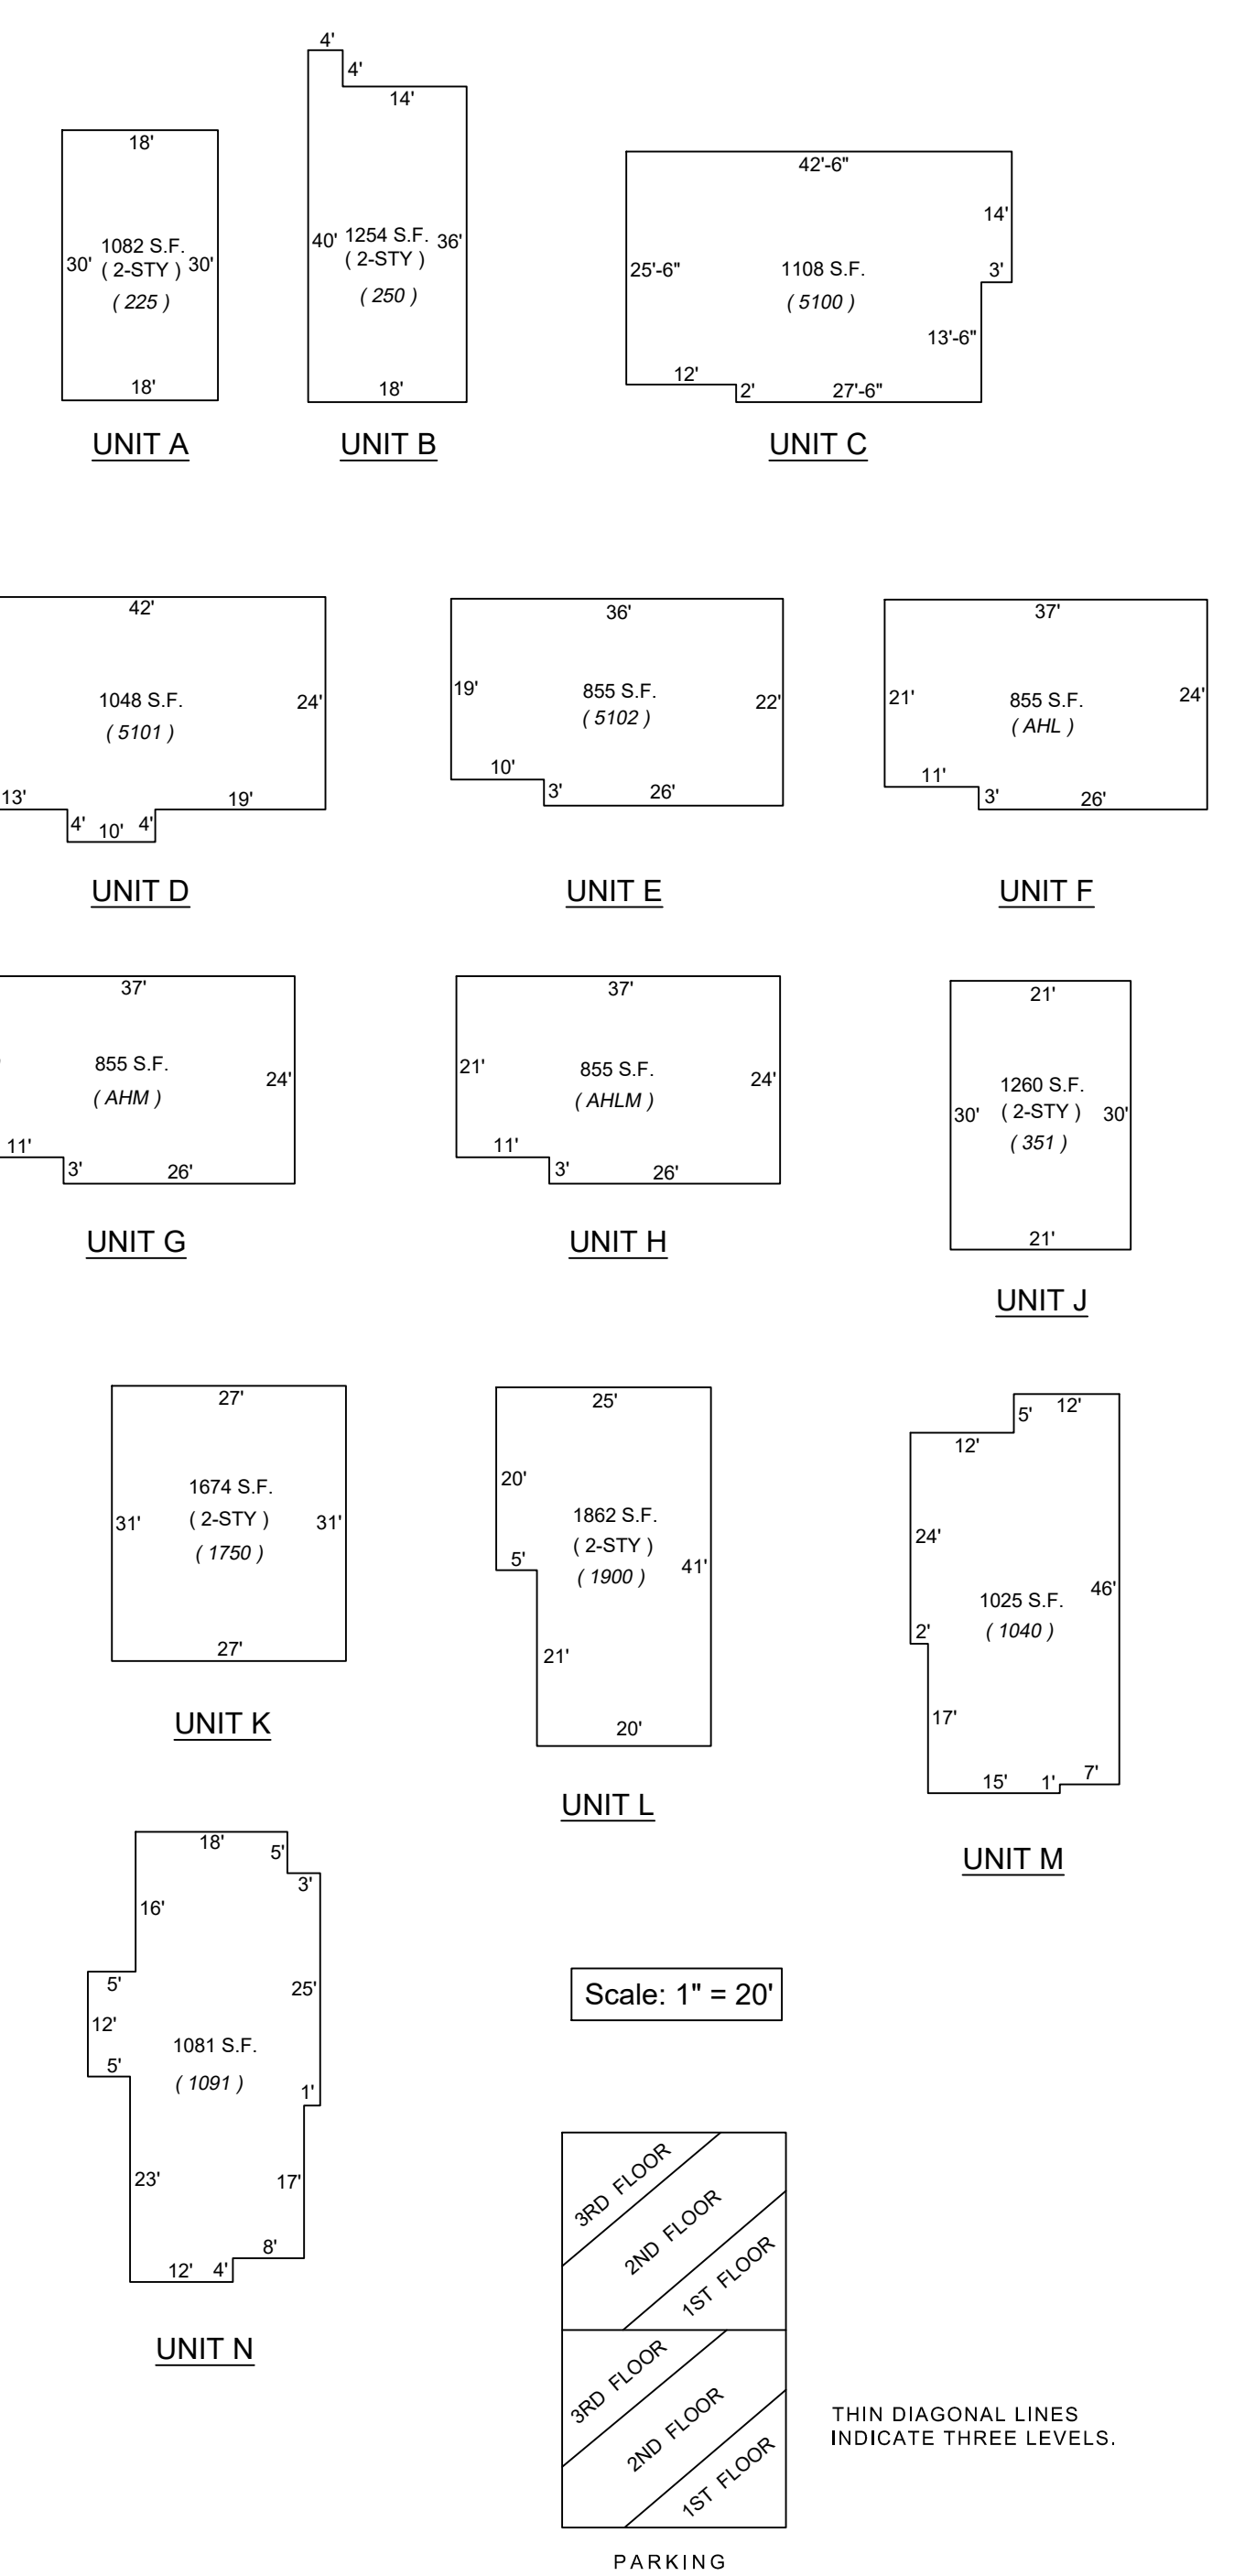 4'
4'
14'
18'
30' 1082 S.F. 30'
( 2-STY )
( 225 )
18'
UNIT A
40' 1254 S.F. 36'
( 2-STY )
( 250 )
18'
UNIT B
42'-6"
14'
25'-6"
1108 S.F.
( 5100 )
3'
13'-6"
12'
2'
27'-6"
UNIT C
42'
1048 S.F.
( 5101 )
24'
13'
4' 10' 4'
19'
UNIT D
36'
19'
855 S.F.
( 5102 )
22'
10'
3'
26'
UNIT E
37'
21'
855 S.F.
( AHL )
24'
11'
3'
26'
UNIT F
37'
855 S.F.
( AHM )
24'
11'
3'
26'
UNIT G
37'
21'
855 S.F.
( AHLM )
24'
11'
3'
26'
UNIT H
21'
1260 S.F.
30' ( 2-STY ) 30'
( 351 )
21'
UNIT J
27'
1674 S.F.
31' ( 2-STY ) 31'
( 1750 )
27'
UNIT K
25'
20'
1862 S.F.
( 2-STY )
( 1900 )
41'
5'
21'
20'
UNIT L
12'
5'
12'
24'
46'
1025 S.F.
( 1040 )
2'
17'
15' 1' 7'
UNIT M
18'
5'
3'
16'
5'
25'
12'
1081 S.F.
( 1091 )
5'
1'
23'
17'
8'
12' 4'
UNIT N
Scale: 1" = 20'
3RD FLOOR
2ND FLOOR
1ST FLOOR
3RD FLOOR
2ND FLOOR
1ST FLOOR
PARKING
THIN DIAGONAL LINES
INDICATE THREE LEVELS.